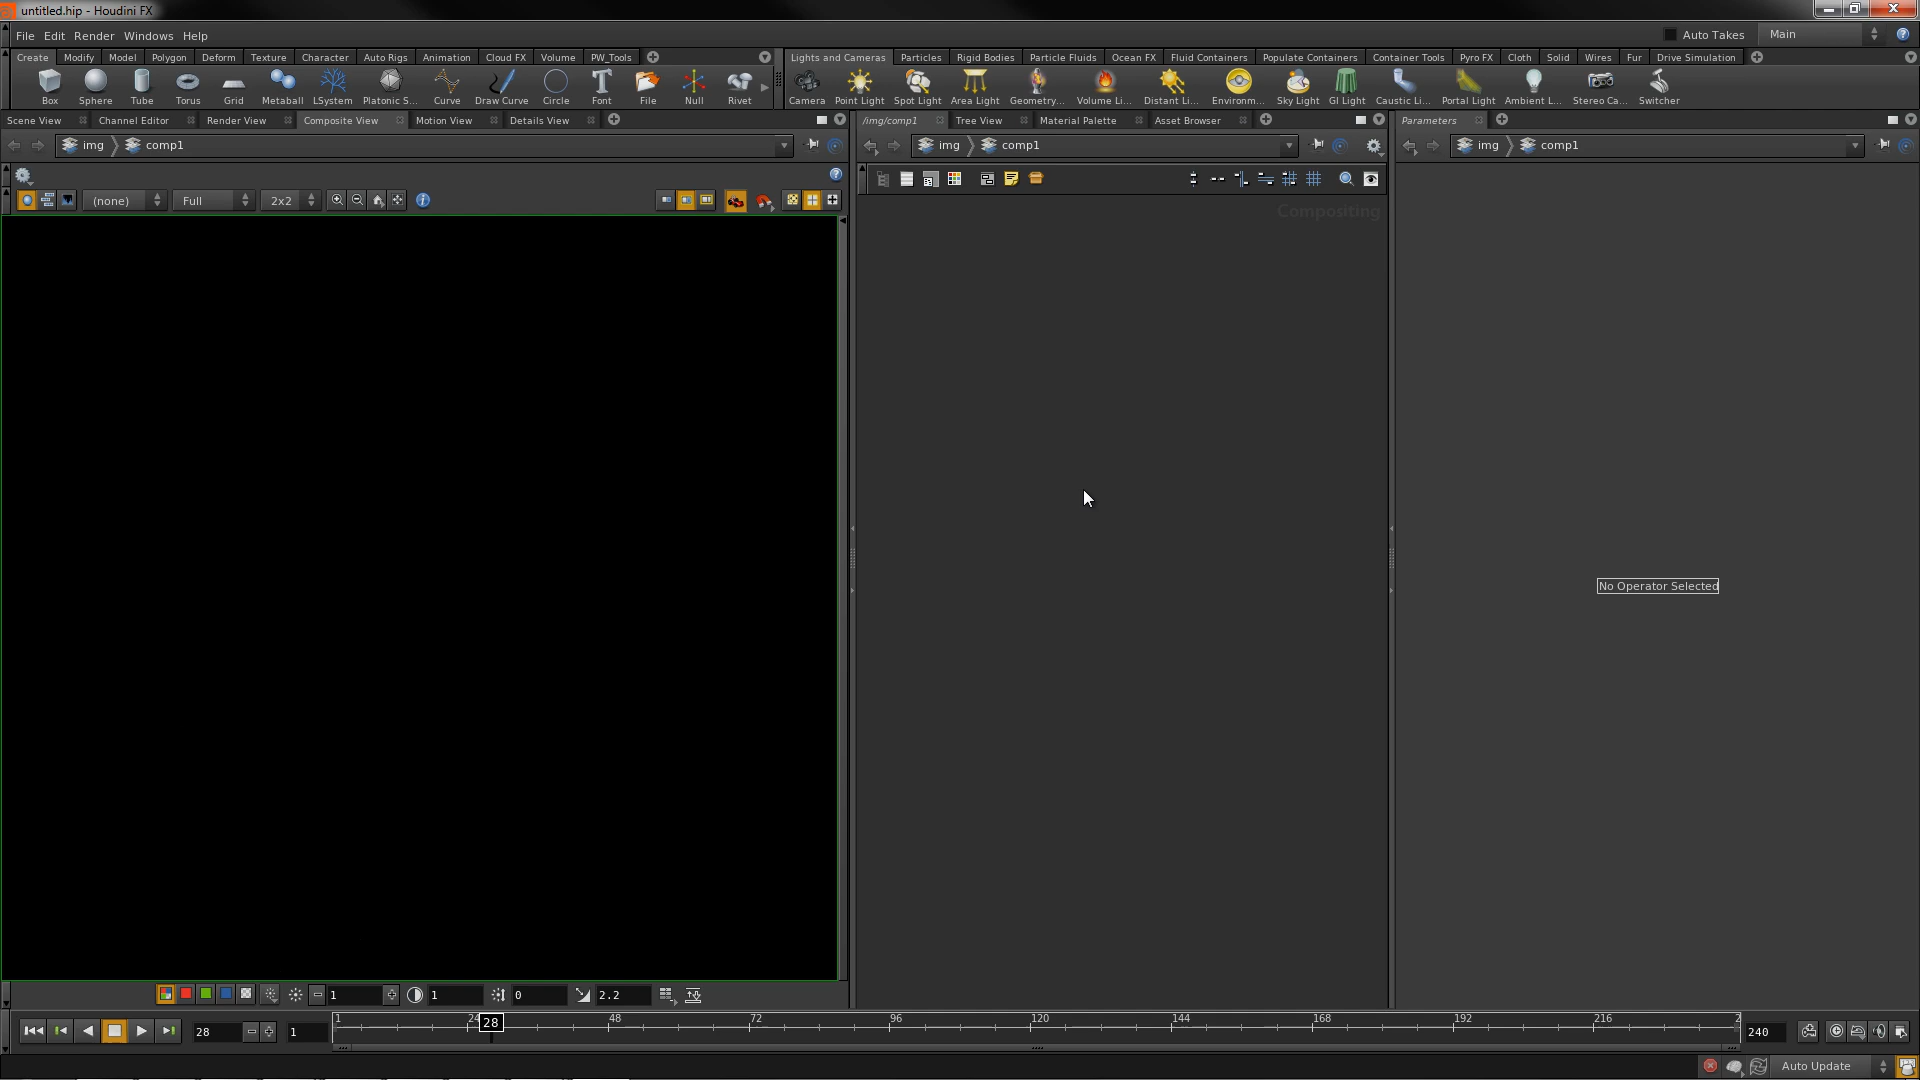 untitled.hip - Houdini FX
File Edit Render Windows Help
Auto Takes Main
Create Modify Model Polygon Deform Texture Character Auto Rigs Animation Cloud FX Volume PW_Tools
Lights and Cameras Particles Rigid Bodies Particle Fluids Ocean FX Fluid Containers Populate Containers Container Tools Pyro FX Cloth Solid Wires Fur Drive Simulation
Box Sphere Tube Torus Grid Metaball LSystem Platonic S... Curve Draw Curve Circle Font File Null Rivet
Camera Point Light Spot Light Area Light Geometry... Volume Li... Distant Li... Environm... Sky Light GI Light Caustic Li... Portal Light Ambient L... Stereo Ca... Switcher
Scene View Channel Editor Render View Composite View Motion View Details View
/img/comp1 Tree View Material Palette Asset Browser
Parameters
img comp1
img comp1
img comp1
(none) Full 2x2
Compositing
No Operator Selected
1 1 0 2.2
28 1
1 24 28 48 72 96 120 144 168 192 216 2
240
Auto Update